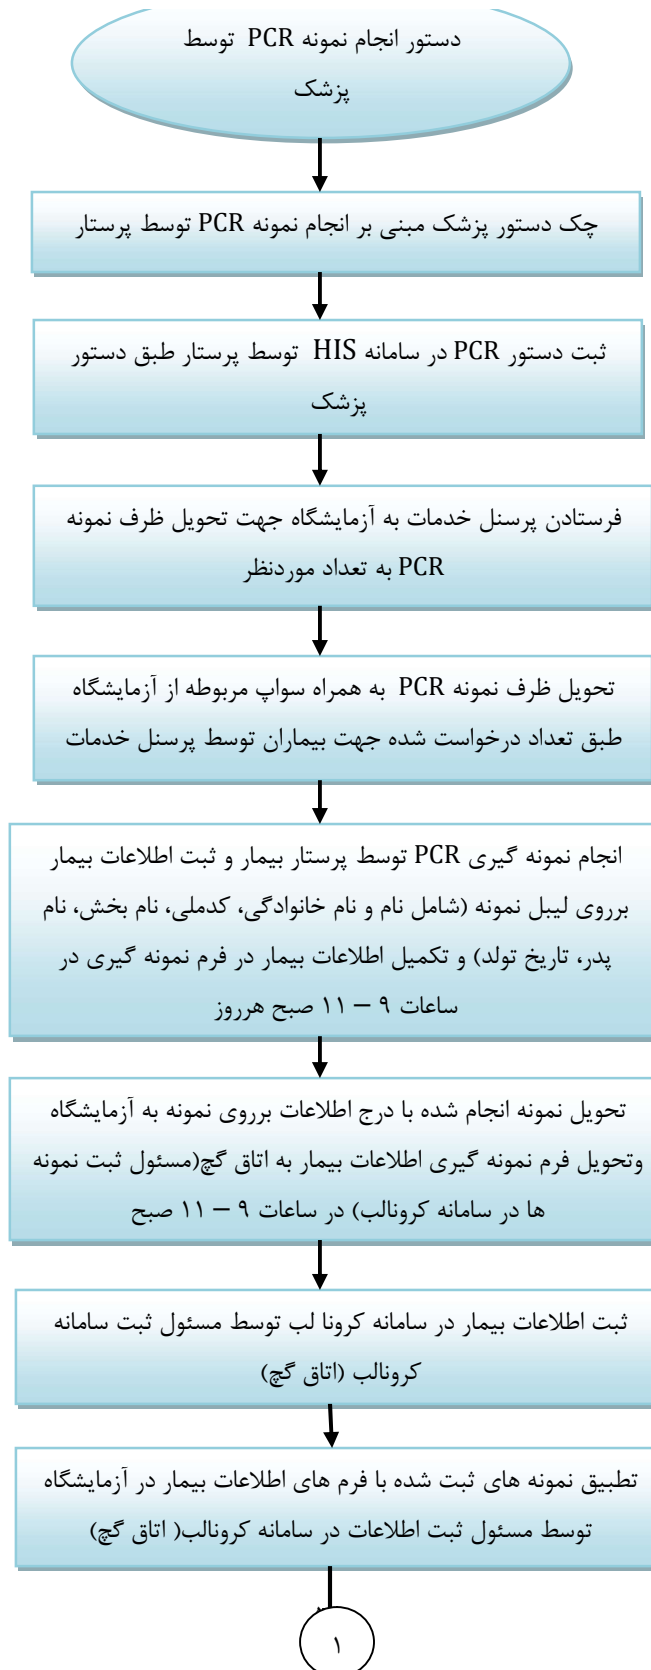 دستور انجام نمونه PCR توسط
پزشک
چک دستور پزشک مبنی بر انجام نمونه PCR توسط پرستار
ثبت دستور PCR در سامانه HIS توسط پرستار طبق دستور
پزشک
فرستادن پرسنل خدمات به آزمایشگاه جهت تحویل ظرف نمونه
PCR به تعداد موردنظر
تحویل ظرف نمونه PCR به همراه سواپ مربوطه از آزمایشگاه
طبق تعداد درخواست شده جهت بیماران توسط پرسنل خدمات
انجام نمونه گیری PCR توسط پرستار بیمار و ثبت اطلاعات بیمار
برروی لیبل نمونه (شامل نام و نام خانوادگی، کدملی، نام بخش، نام
پدر، تاریخ تولد) و تکمیل اطلاعات بیمار در فرم نمونه گیری در
ساعات ۹ – ۱۱ صبح هرروز
تحویل نمونه انجام شده با درج اطلاعات برروی نمونه به آزمایشگاه
وتحویل فرم نمونه گیری اطلاعات بیمار به اتاق گچ(مسئول ثبت نمونه
ها در سامانه کرونالب) در ساعات ۹ – ۱۱ صبح
ثبت اطلاعات بیمار در سامانه کرونا لب توسط مسئول ثبت سامانه
کرونالب (اتاق گچ)
تطبیق نمونه های ثبت شده با فرم های اطلاعات بیمار در آزمایشگاه
توسط مسئول ثبت اطلاعات در سامانه کرونالب( اتاق گچ)
۱